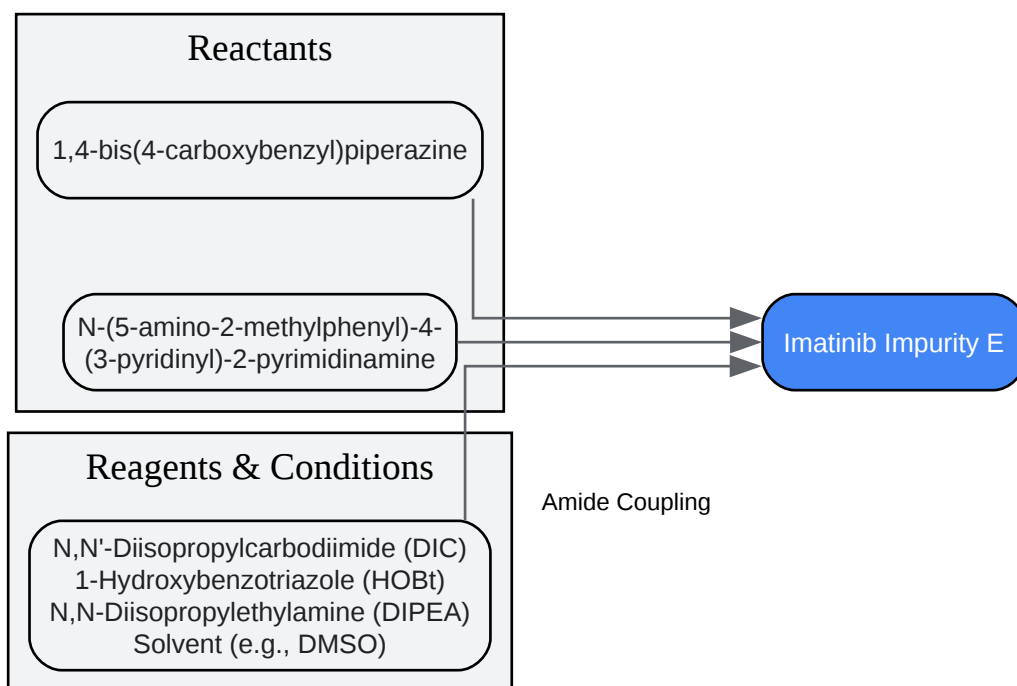 Reactants
1,4-bis(4-carboxybenzyl)piperazine
N-(5-amino-2-methylphenyl)-4-
(3-pyridinyl)-2-pyrimidinamine
Imatinib Impurity E
Reagents & Conditions
Amide Coupling
N,N'-Diisopropylcarbodiimide (DIC)
1-Hydroxybenzotriazole (HOBt)
N,N-Diisopropylethylamine (DIPEA)
Solvent (e.g., DMSO)